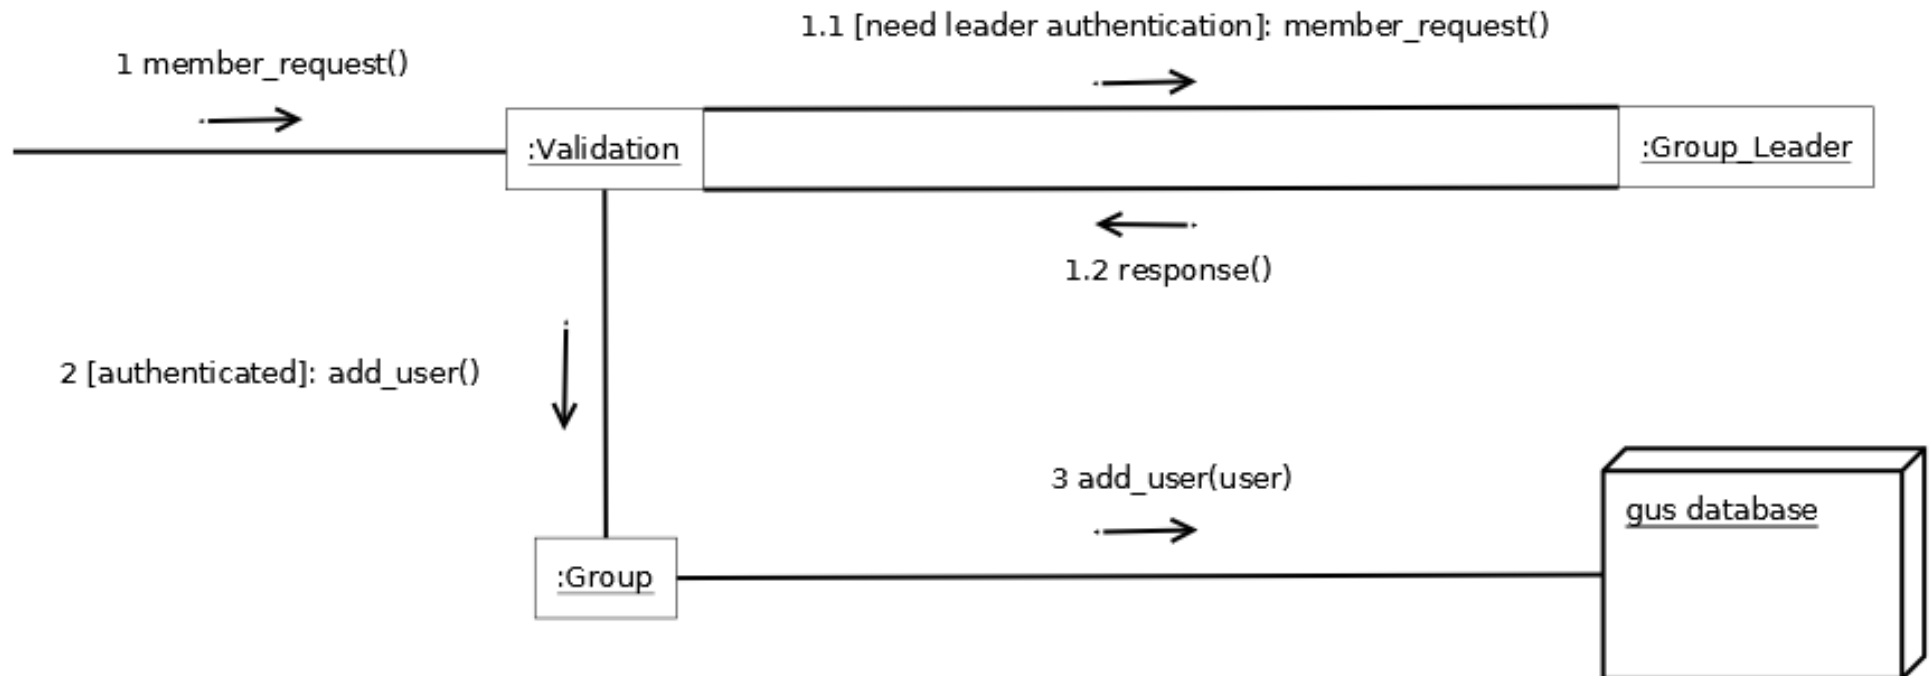 1.1 [need leader authentication]: member_request()
1 member_request()
:Validation
:Group_Leader
1.2 response()
2 [authenticated]: add_user()
3 add_user(user)
gus database
:Group